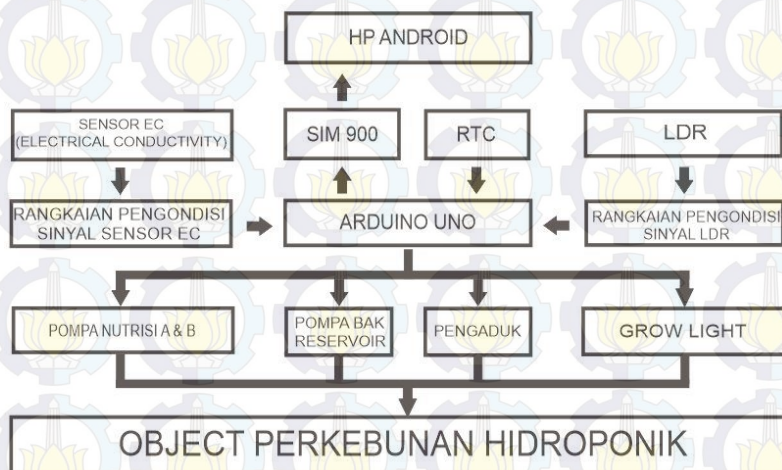 HP ANDROID
SENSOR EC
(ELECTRICAL CONDUCTIVITY)
SIM 900
RTC
LDR
RANGKAIAN PENGONDISI
SINYAL SENSOR EC
ARDUINO UNO
RANGKAIAN PENGONDISI
SINYAL LDR
POMPA NUTRISI A & B
POMPA BAK
RESERVOIR
PENGADUK
GROW LIGHT
OBJECT PERKEBUNAN HIDROPONIK